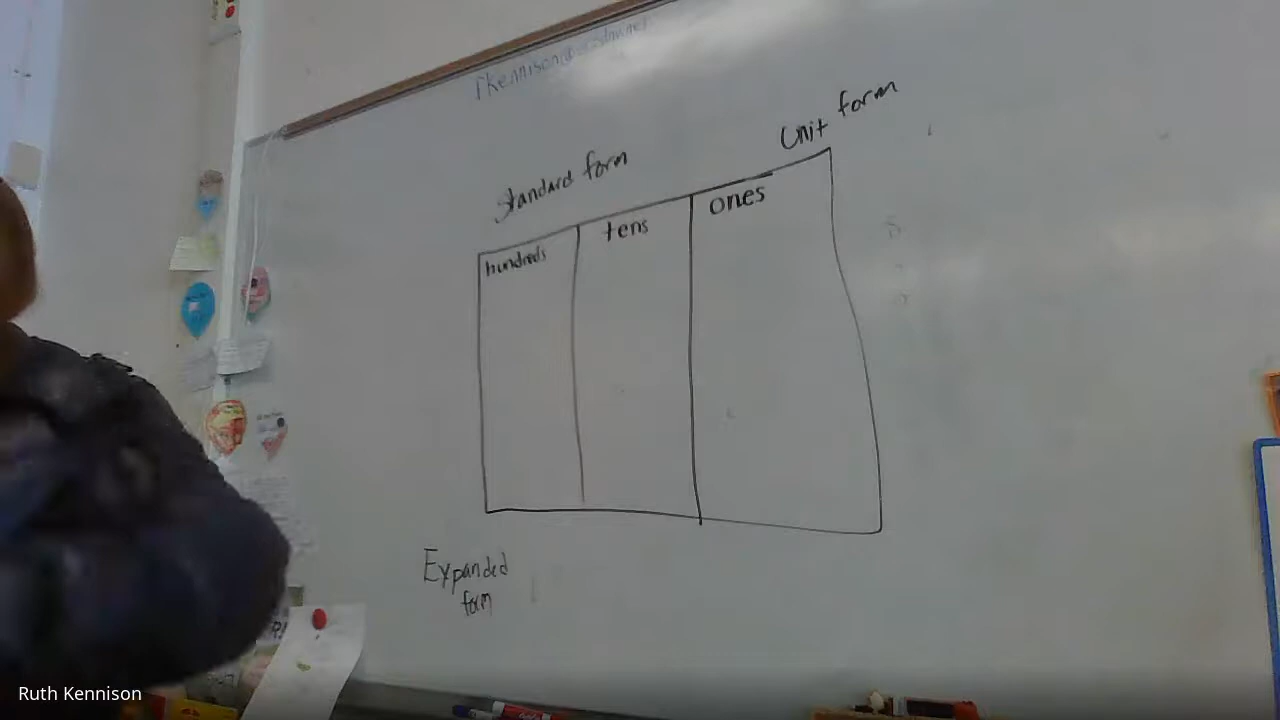 Standard form
Unit form
hundreds
tens
ones
Expanded
form
Ruth Kennison